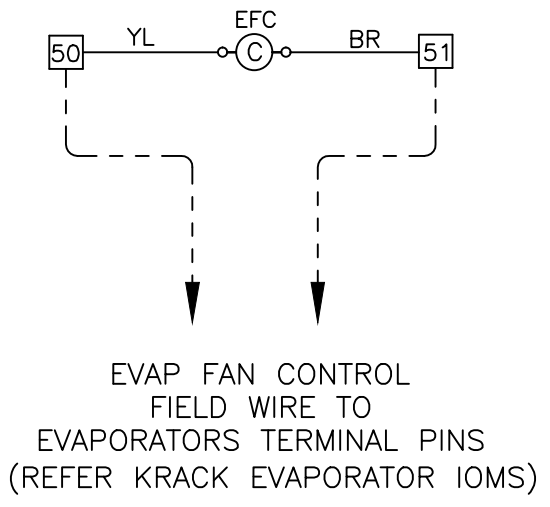 EFC
50 YL C BR 51
EVAP FAN CONTROL
FIELD WIRE TO
EVAPORATORS TERMINAL PINS
(REFER KRACK EVAPORATOR IOMS)